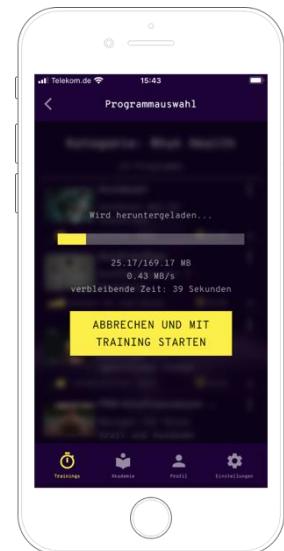 Telekom.de 15:43
Programmauswahl
Wird heruntergeladen...
25.17/169.17 MB
0.43 MB/s
verbleibende Zeit: 39 Sekunden
ABBRECHEN UND MIT
TRAINING STARTEN
Trainings Akademie Profil Einstellungen